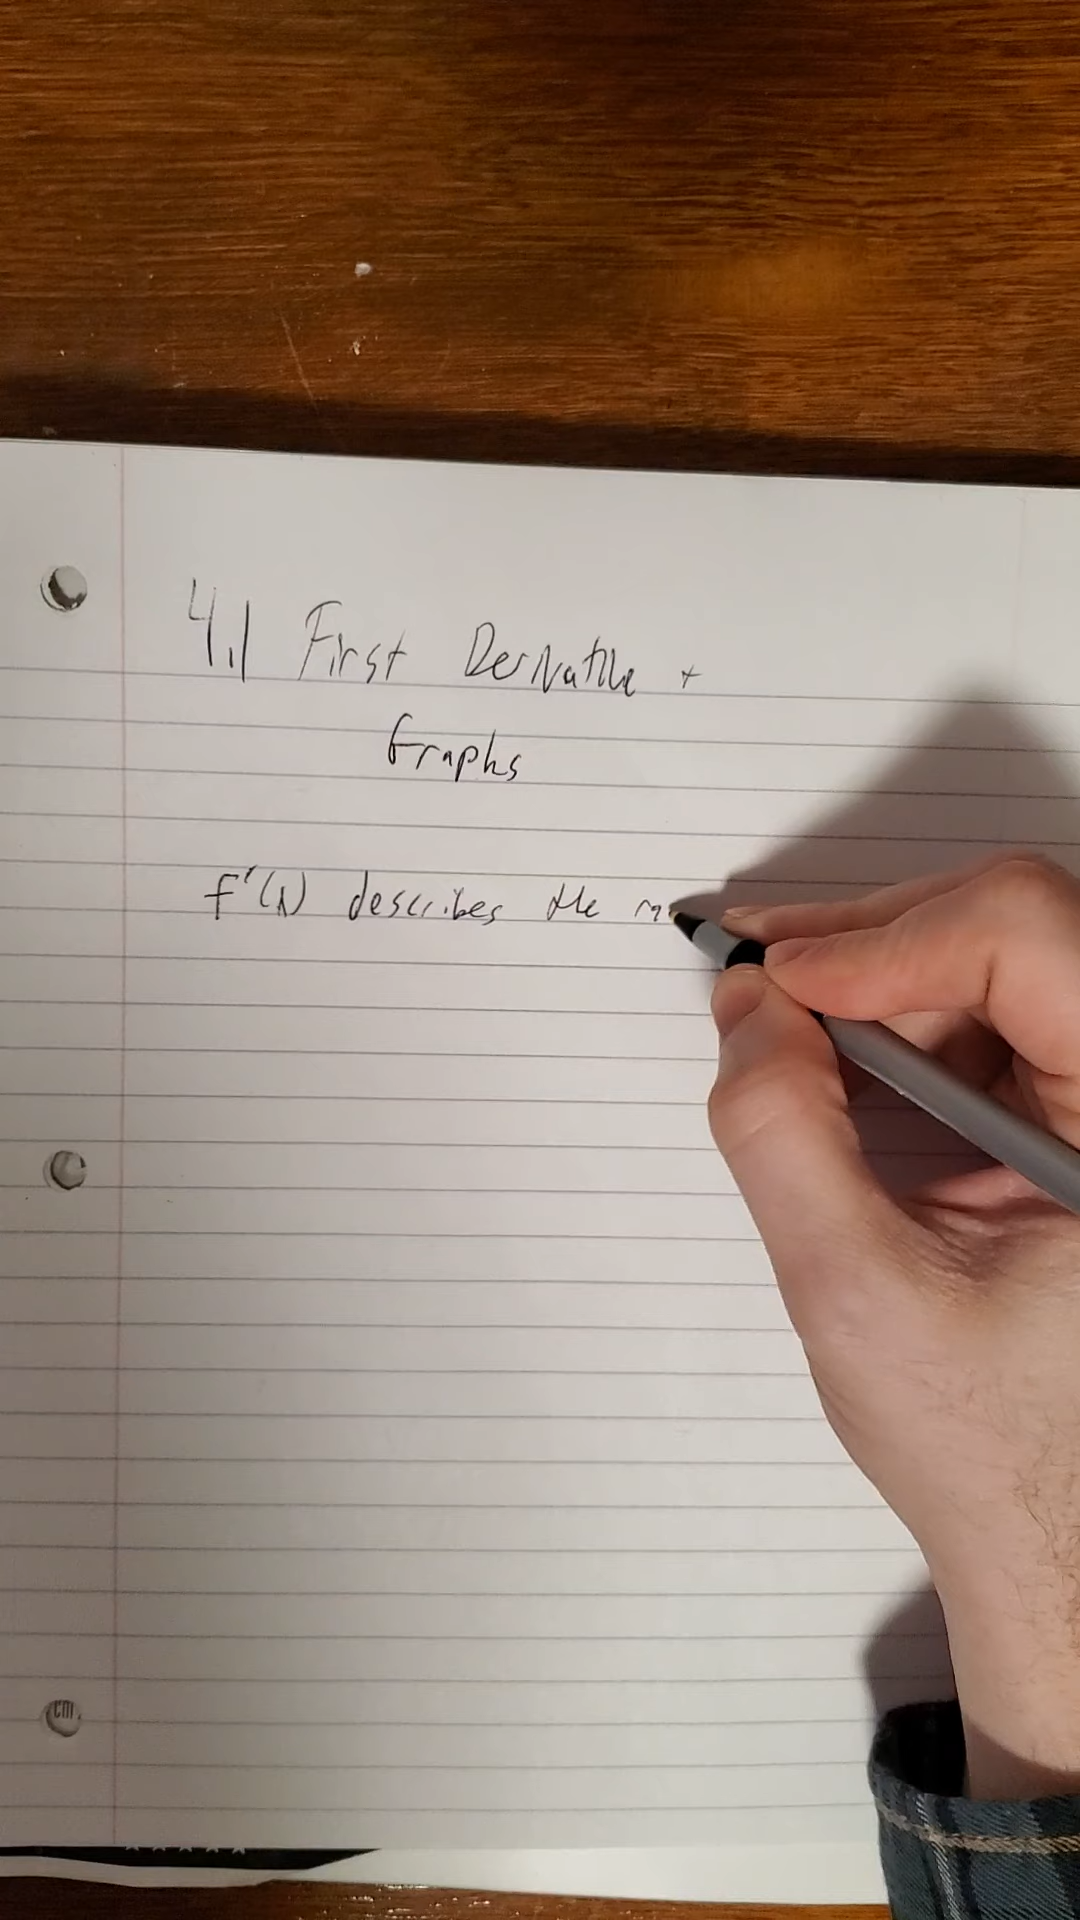 4.1 First Derivative +
Graphs
f'(x) describes the